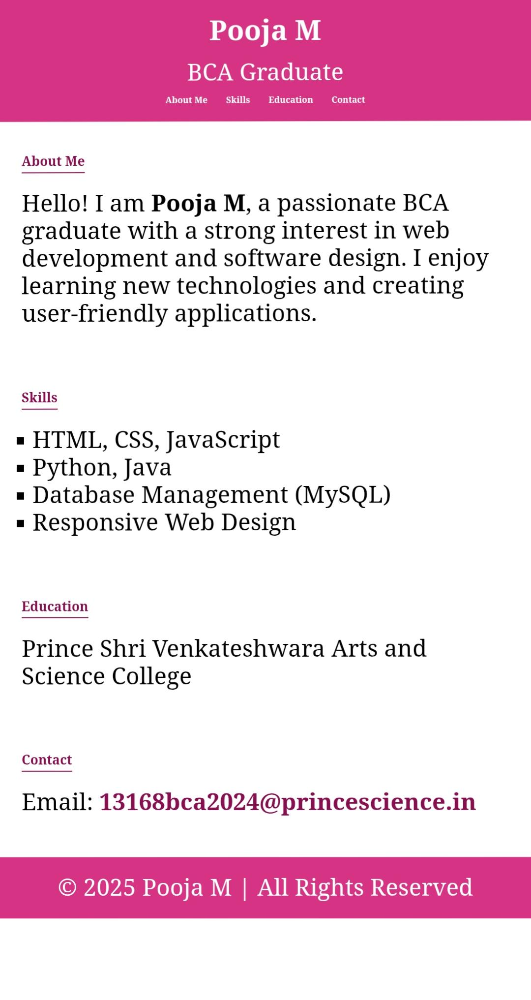 Pooja M
BCA Graduate
About Me Skills Education Contact
About Me
Hello! I am Pooja M, a passionate BCA
graduate with a strong interest in web
development and software design. I enjoy
learning new technologies and creating
user-friendly applications.
Skills
▪ HTML, CSS, JavaScript
▪ Python, Java
▪ Database Management (MySQL)
▪ Responsive Web Design
Education
Prince Shri Venkateshwara Arts and
Science College
Contact
Email: 13168bca2024@princescience.in
© 2025 Pooja M | All Rights Reserved